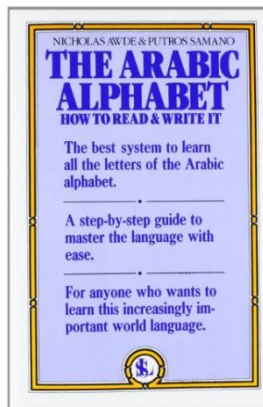 NICHOLAS AWDE & PUTROS SAMANO
THE ARABIC
ALPHABET
HOW TO READ & WRITE IT
The best system to learn
all the letters of the Arabic
alphabet.
A step-by-step guide to
master the language with
ease.
For anyone who wants to
learn this increasingly im-
portant world language.